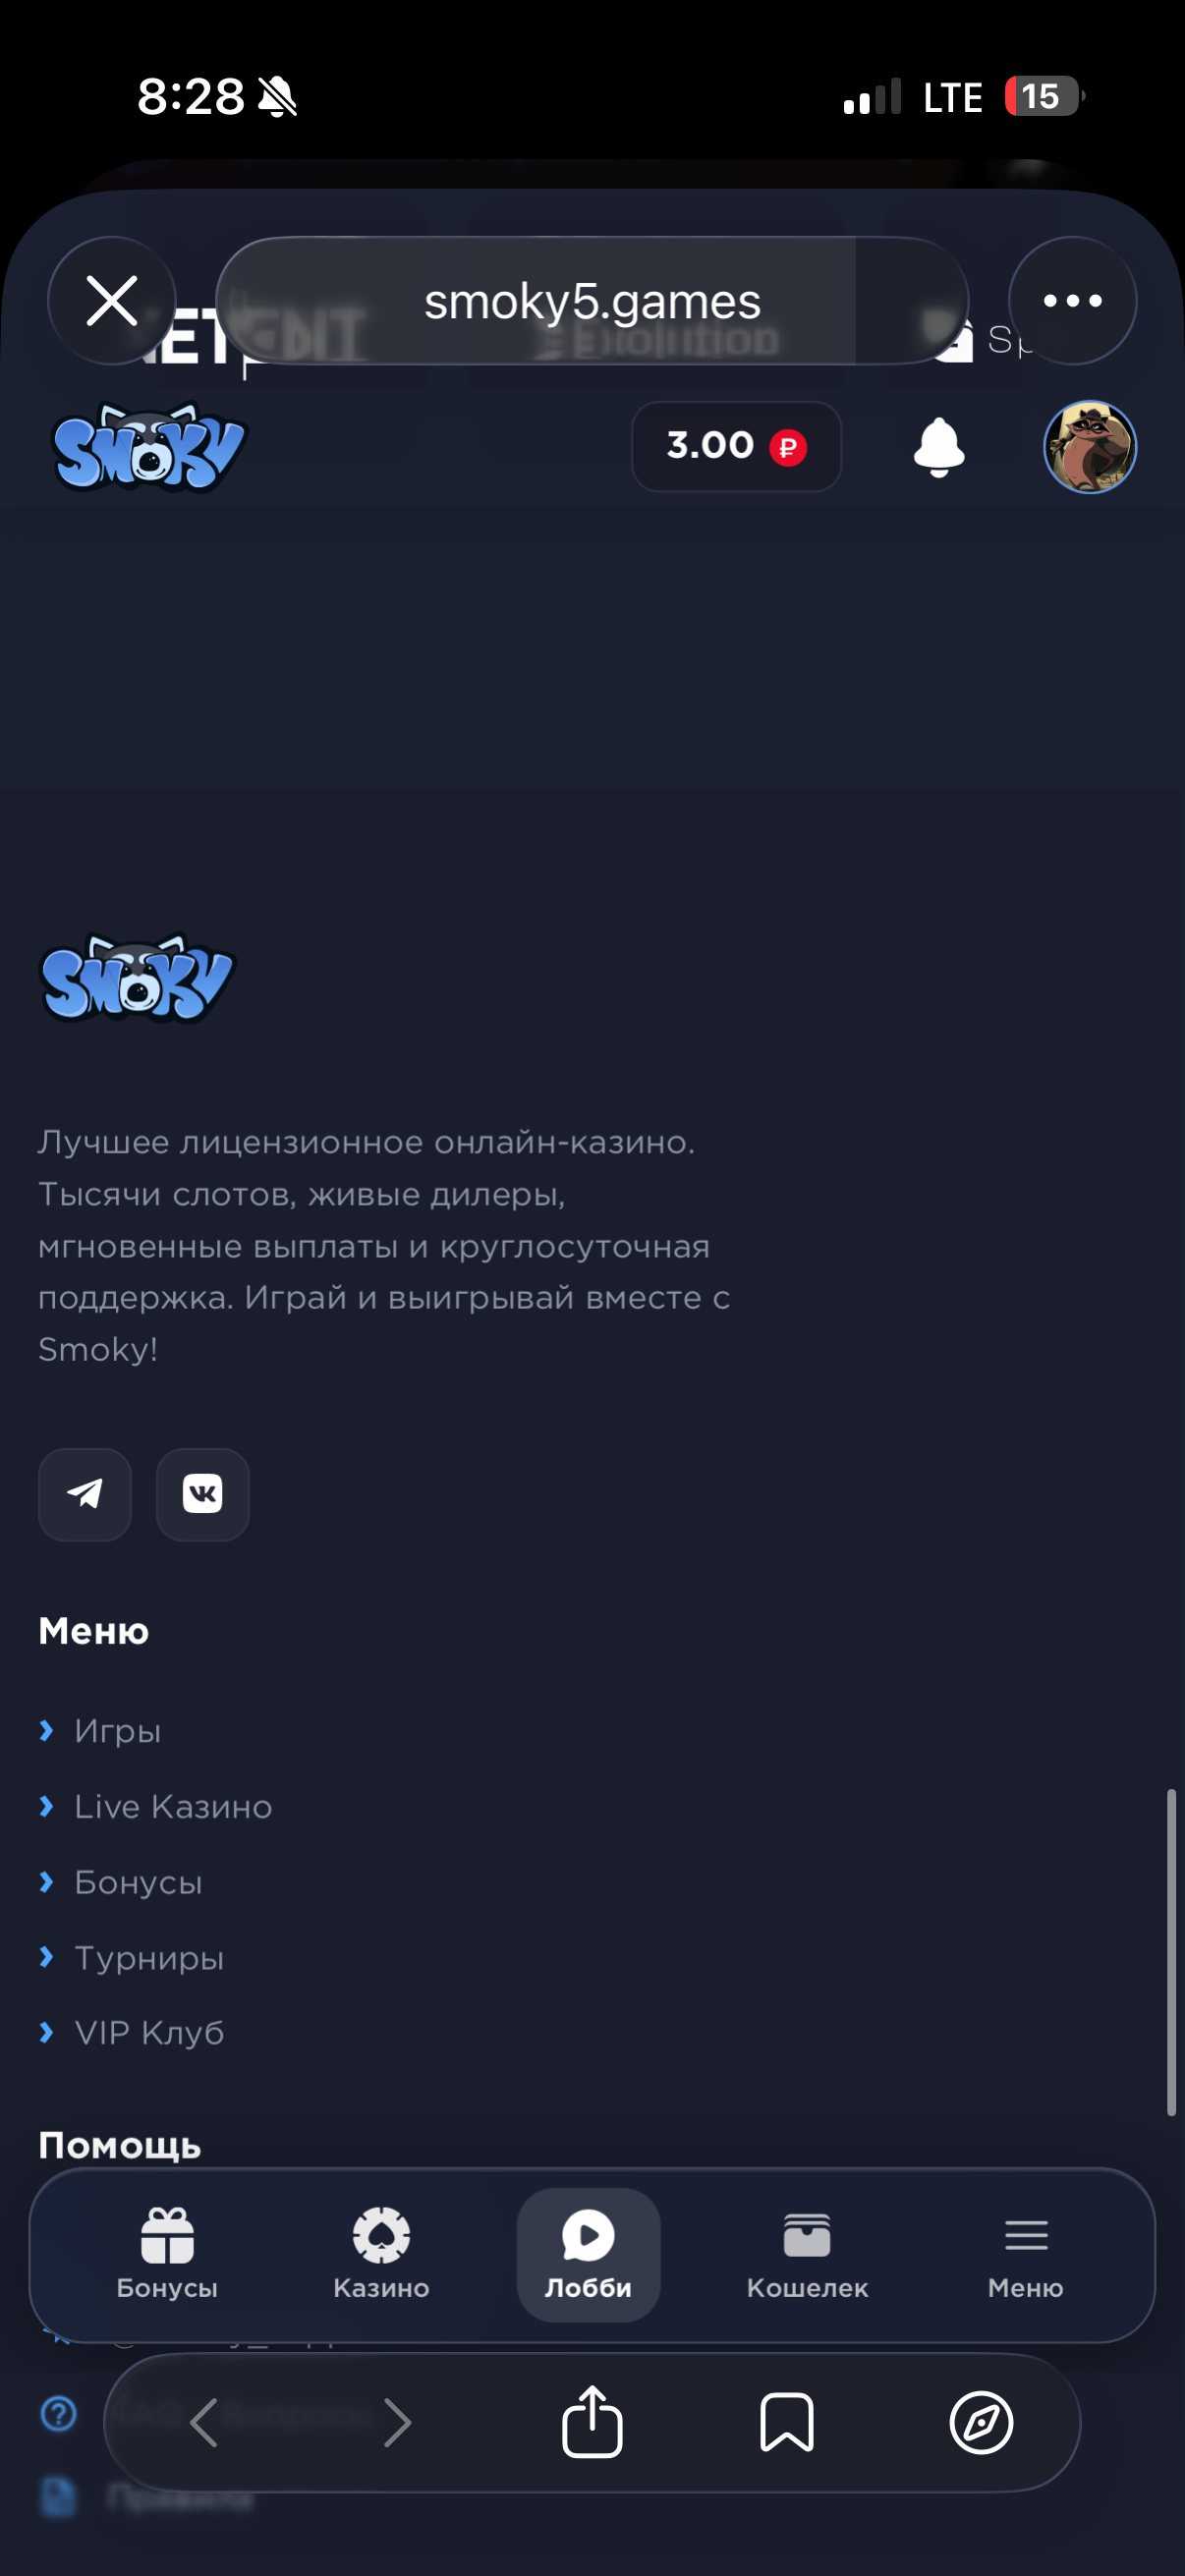 8:28
LTE
15
smoky5.games
SMOKY
3.00 ₽
SMOKY
Лучшее лицензионное онлайн-казино.
Тысячи слотов, живые дилеры,
мгновенные выплаты и круглосуточная
поддержка. Играй и выигрывай вместе с
Smoky!
Меню
Игры
Live Казино
Бонусы
Турниры
VIP Клуб
Помощь
Бонусы
Казино
Лобби
Кошелек
Меню
Правила